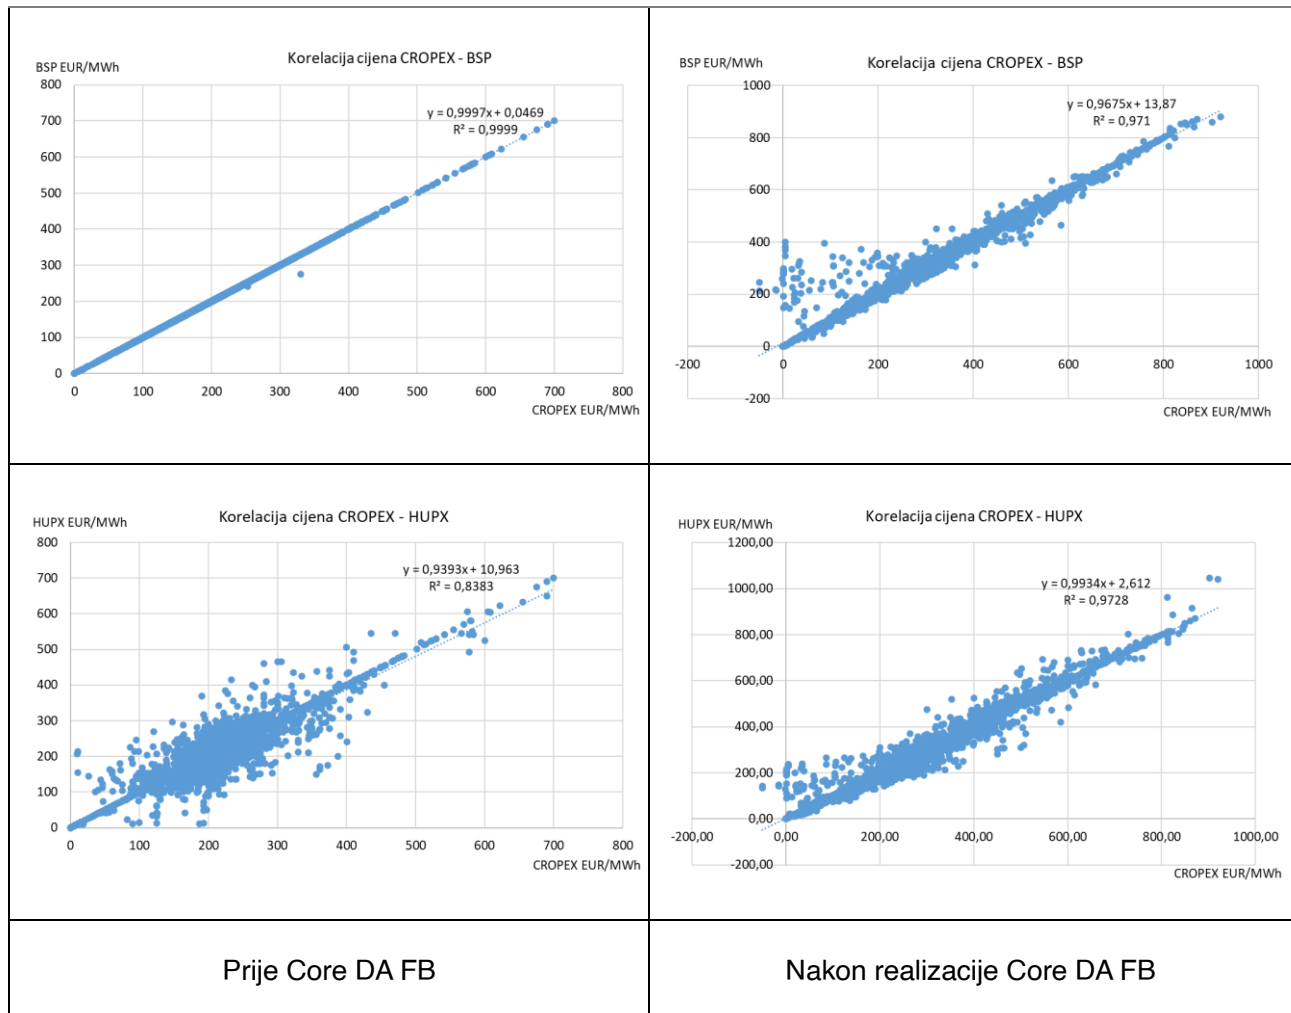 Korelacija cijena CROPEX - BSP
BSP EUR/MWh
800
700
600
500
400
300
200
100
0
y = 0,9997x + 0,0469
R² = 0,9999
0 100 200 300 400 500 600 700 800
CROPEX EUR/MWh
Korelacija cijena CROPEX - BSP
BSP EUR/MWh
1000
800
600
400
200
0
-200
y = 0,9675x + 13,87
R² = 0,971
-200 0 200 400 600 800 1000
CROPEX EUR/MWh
Korelacija cijena CROPEX - HUPX
HUPX EUR/MWh
800
700
600
500
400
300
200
100
0
y = 0,9393x + 10,963
R² = 0,8383
0 100 200 300 400 500 600 700 800
CROPEX EUR/MWh
Korelacija cijena CROPEX - HUPX
HUPX EUR/MWh
1200,00
1000,00
800,00
600,00
400,00
200,00
0,00
-200,00
y = 0,9934x + 2,612
R² = 0,9728
-200,00 0,00 200,00 400,00 600,00 800,00 1000,00
CROPEX EUR/MWh
Prije Core DA FB
Nakon realizacije Core DA FB